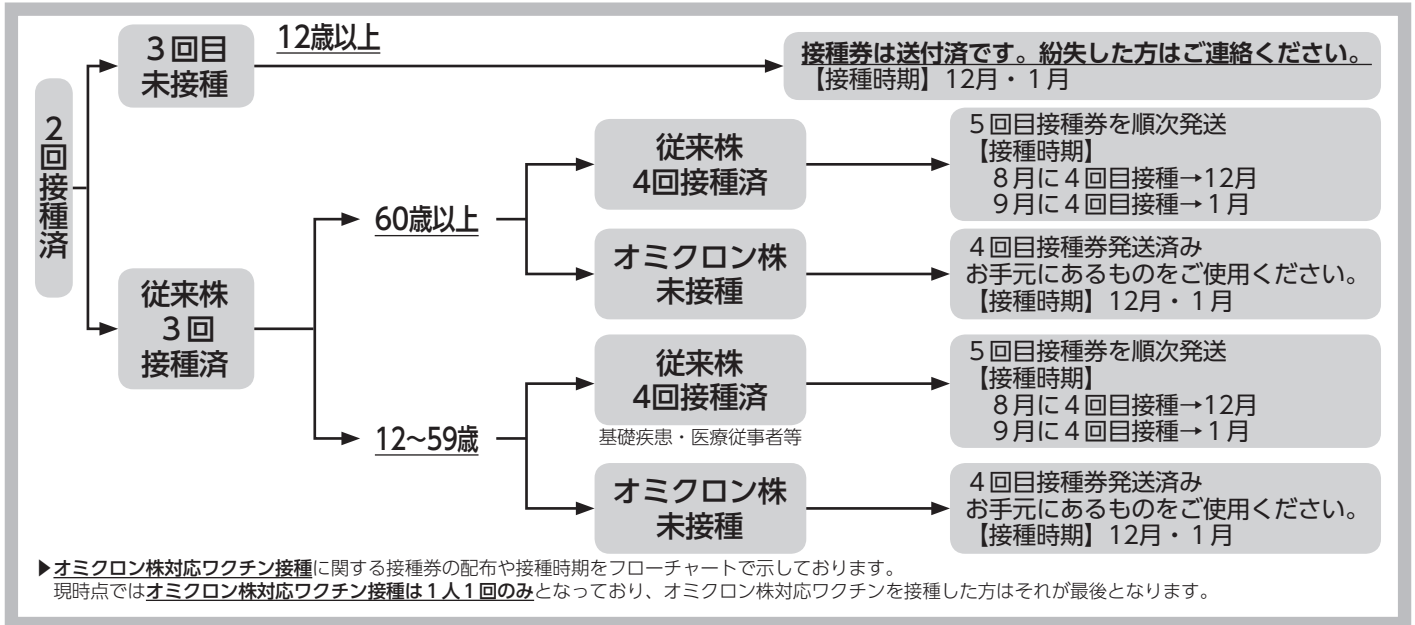 2回接種済
３回目
未接種
12歳以上
接種券は送付済です。紛失した方はご連絡ください。
【接種時期】12月・１月
従来株
３回
接種済
60歳以上
従来株
4回接種済
５回目接種券を順次発送
【接種時期】
８月に４回目接種→12月
９月に４回目接種→１月
オミクロン株
未接種
４回目接種券発送済み
お手元にあるものをご使用ください。
【接種時期】12月・１月
12〜59歳
従来株
4回接種済
基礎疾患・医療従事者等
５回目接種券を順次発送
【接種時期】
８月に４回目接種→12月
９月に４回目接種→１月
オミクロン株
未接種
４回目接種券発送済み
お手元にあるものをご使用ください。
【接種時期】12月・１月
▶オミクロン株対応ワクチン接種に関する接種券の配布や接種時期をフローチャートで示しております。
現時点ではオミクロン株対応ワクチン接種は１人１回のみとなっており、オミクロン株対応ワクチンを接種した方はそれが最後となります。